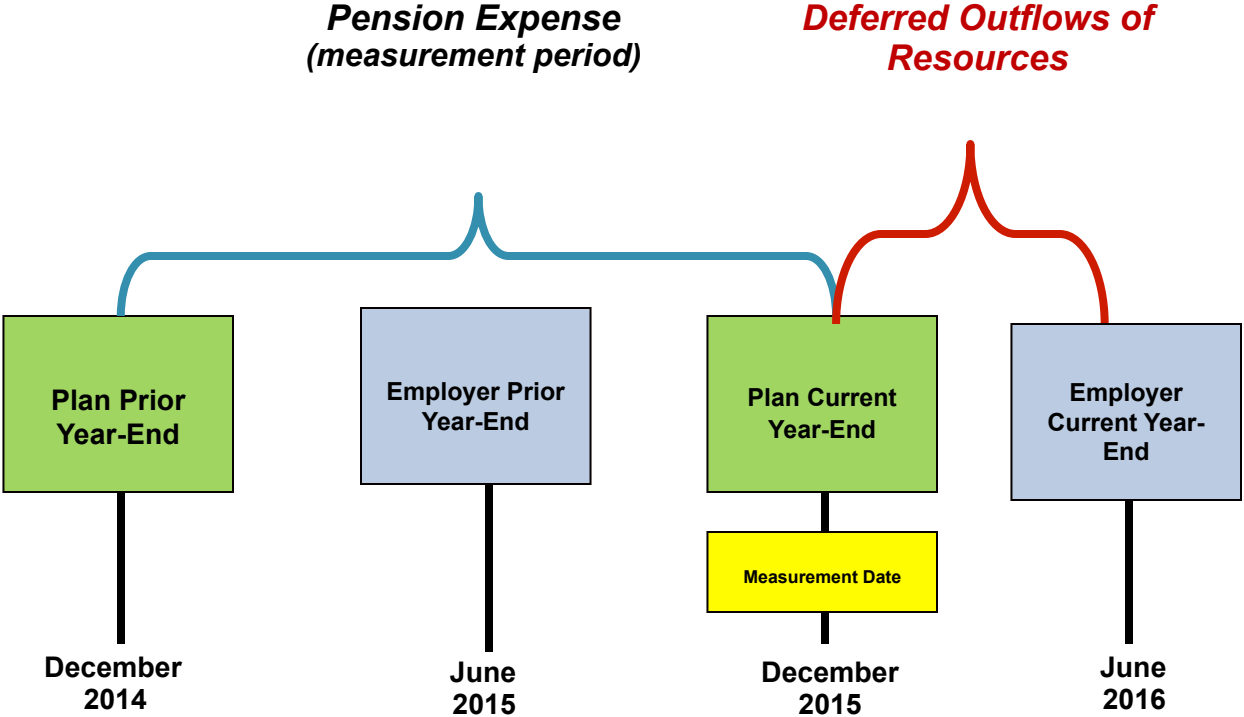 Pension Expense
(measurement period)
Deferred Outflows of
Resources
Plan Prior
Year-End
Employer Prior
Year-End
Plan Current
Year-End
Employer
Current Year-
End
Measurement Date
December
2014
June
2015
December
2015
June
2016